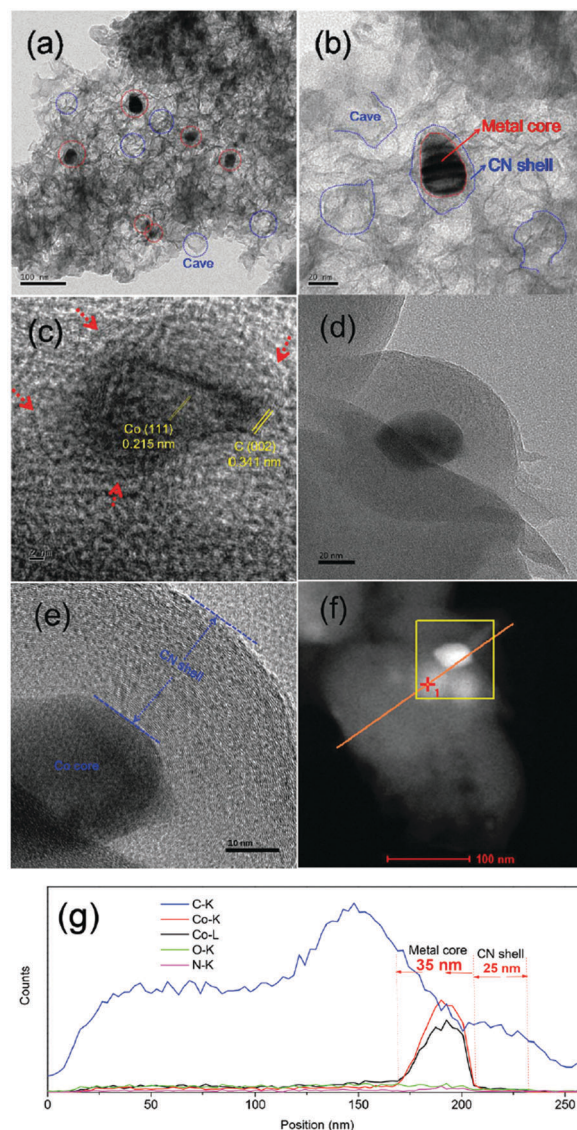 (a)
Cave
100 nm
(b)
Cave
Metal core
CN shell
20 nm
(c)
Co (111)
0.215 nm
C (002)
0.341 nm
(d)
20 nm
(e)
CN shell
Co core
10 nm
(f)
1
100 nm
(g)
C-K
Co-K
Co-L
O-K
N-K
Metal core
35 nm
CN shell
25 nm
Counts
0
50
100
150
200
250
Position (nm)